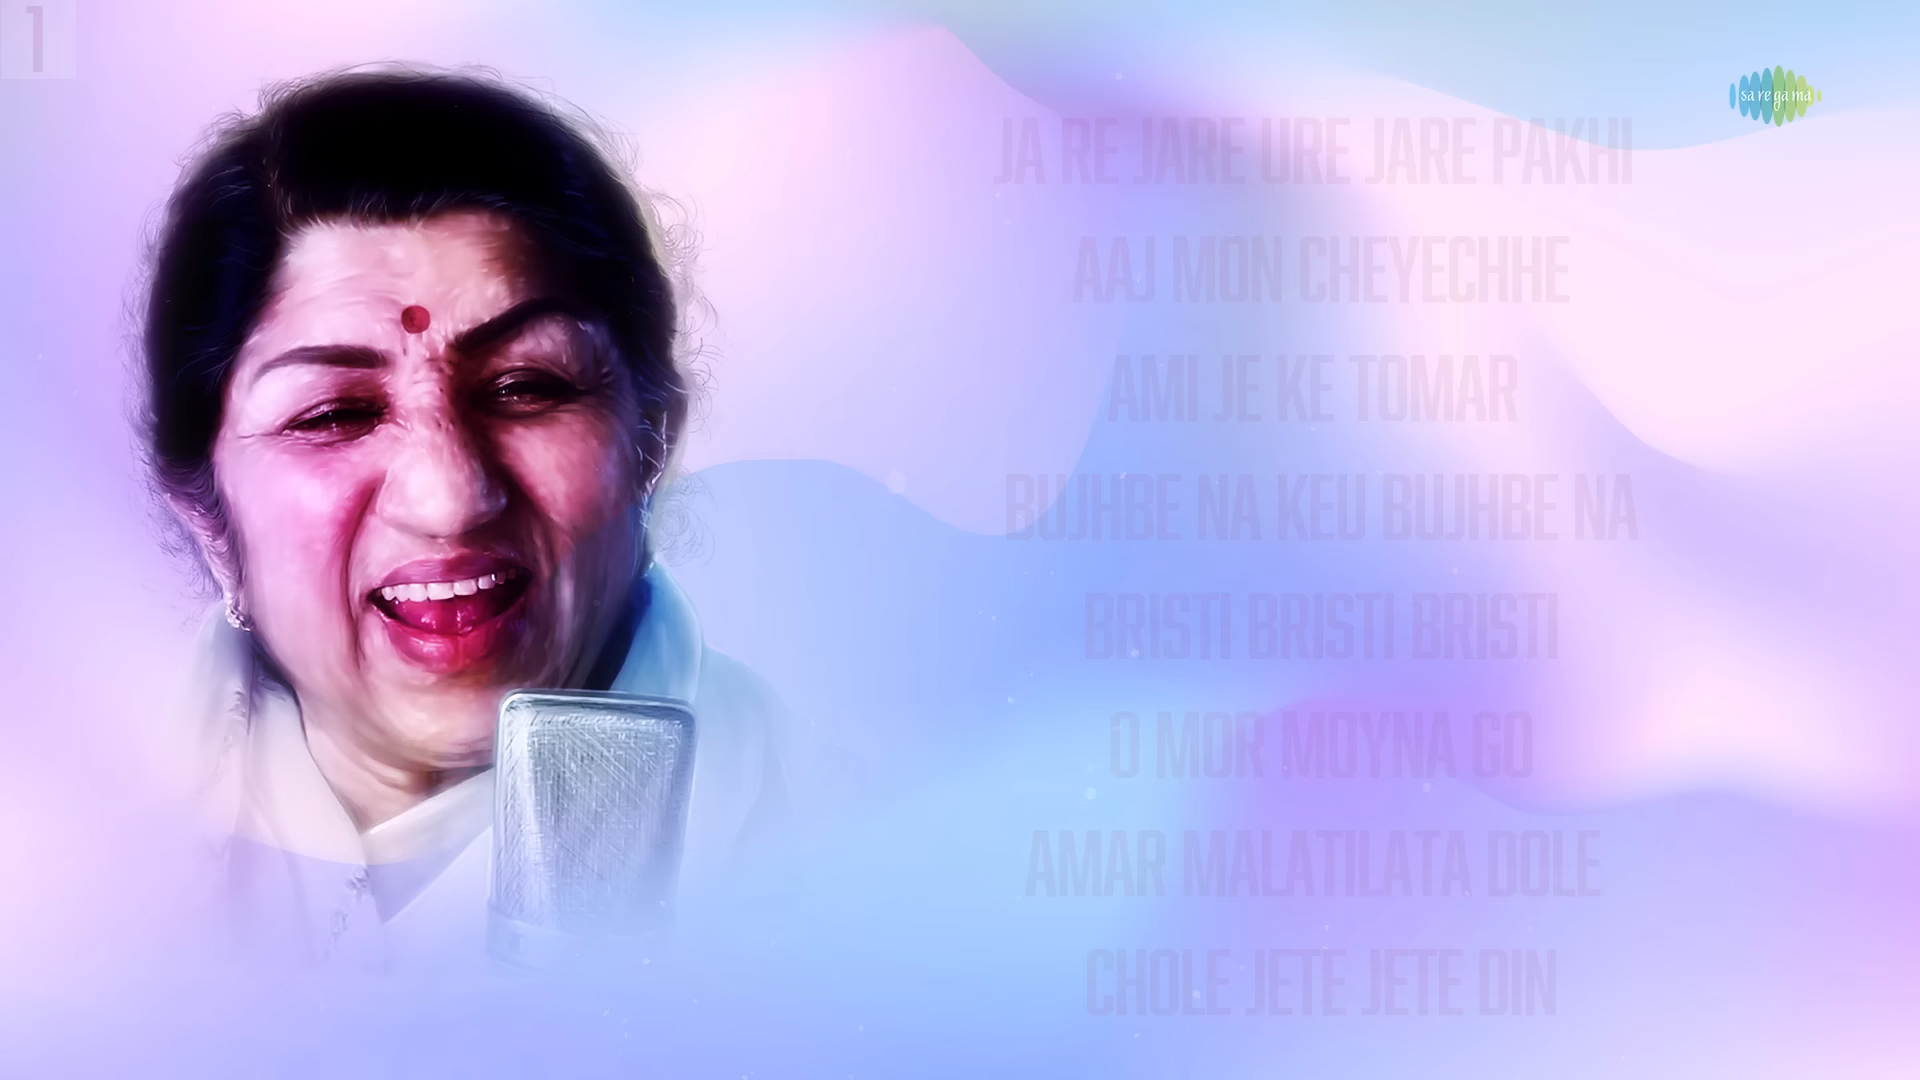 1
sa re ga ma
JA RE JARE URE JARE PAKHI
AAJ MON CHEYECHHE
AMI JE KE TOMAR
BUJHBE NA KEU BUJHBE NA
BRISTI BRISTI BRISTI
O MOR MOYNA GO
AMAR MALATILATA DOLE
CHOLE JETE JETE DIN